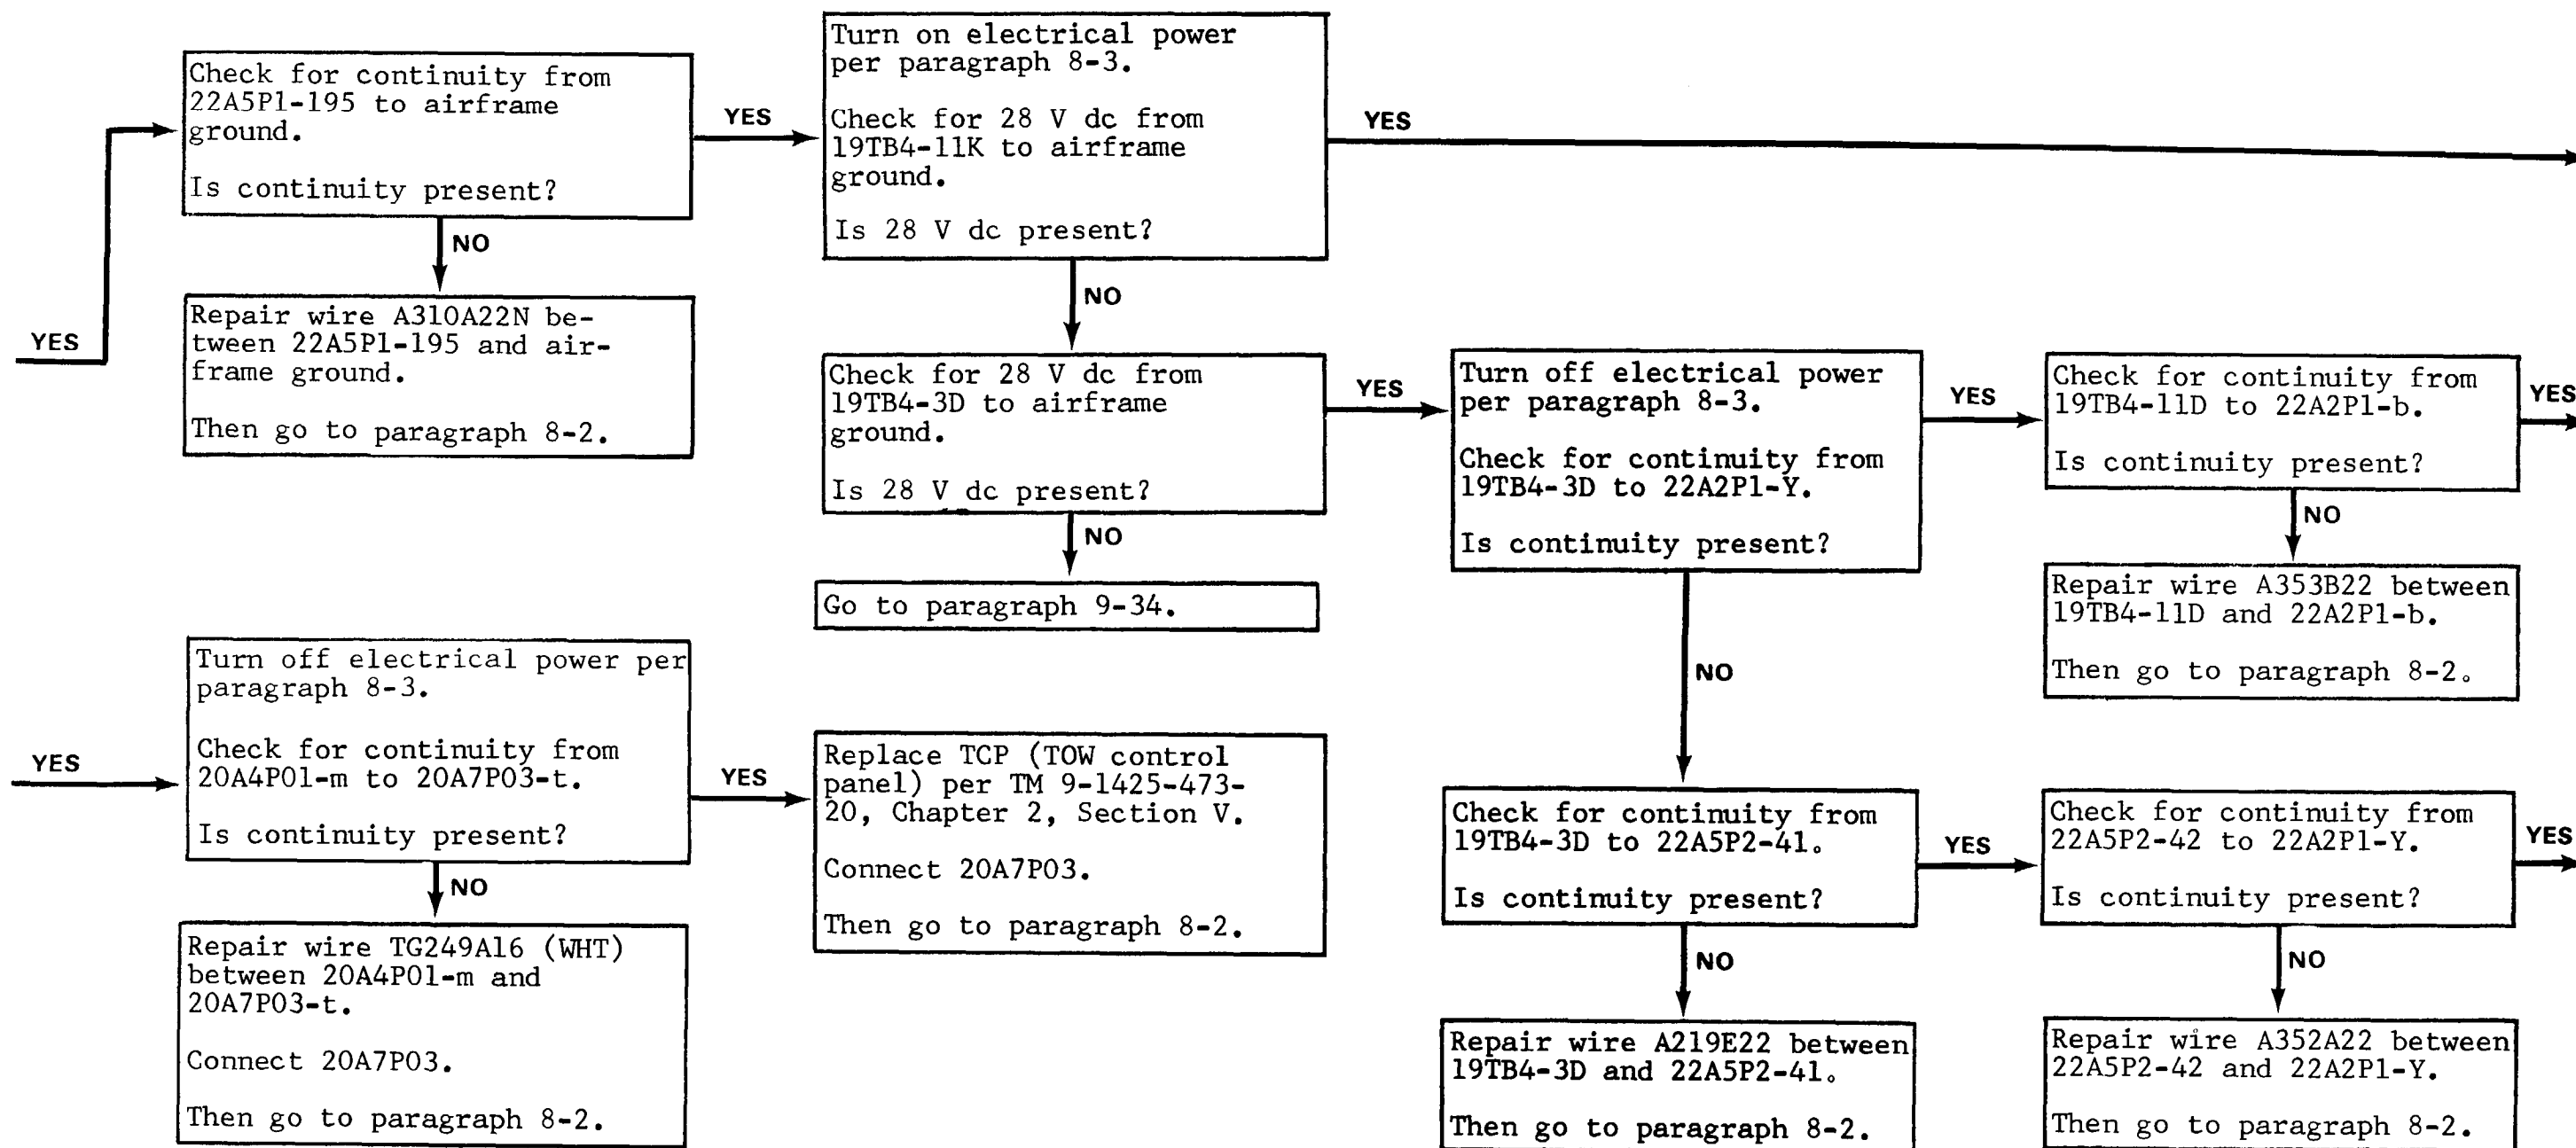 YES
Check for continuity from
22A5P1-195 to airframe
ground.
Is continuity present?
YES
NO
Repair wire A310A22N be-
tween 22A5P1-195 and air-
frame ground.
Then go to paragraph 8-2.
Turn on electrical power
per paragraph 8-3.
Check for 28 V dc from
19TB4-11K to airframe
ground.
Is 28 V dc present?
YES
NO
Check for 28 V dc from
19TB4-3D to airframe
ground.
Is 28 V dc present?
YES
NO
Go to paragraph 9-34.
Turn off electrical power
per paragraph 8-3.
Check for continuity from
19TB4-3D to 22A2P1-Y.
Is continuity present?
YES
NO
Check for continuity from
19TB4-11D to 22A2P1-b.
Is continuity present?
YES
NO
Repair wire A353B22 between
19TB4-11D and 22A2P1-b.
Then go to paragraph 8-2.
YES
Turn off electrical power per
paragraph 8-3.
Check for continuity from
20A4P01-m to 20A7P03-t.
Is continuity present?
YES
NO
Repair wire TG249A16 (WHT)
between 20A4P01-m and
20A7P03-t.
Connect 20A7P03.
Then go to paragraph 8-2.
Replace TCP (TOW control
panel) per TM 9-1425-473-
20, Chapter 2, Section V.
Connect 20A7P03.
Then go to paragraph 8-2.
Check for continuity from
19TB4-3D to 22A5P2-41.
Is continuity present?
YES
NO
Repair wire A219E22 between
19TB4-3D and 22A5P2-41.
Then go to paragraph 8-2.
Check for continuity from
22A5P2-42 to 22A2P1-Y.
Is continuity present?
YES
NO
Repair wire A352A22 between
22A5P2-42 and 22A2P1-Y.
Then go to paragraph 8-2.